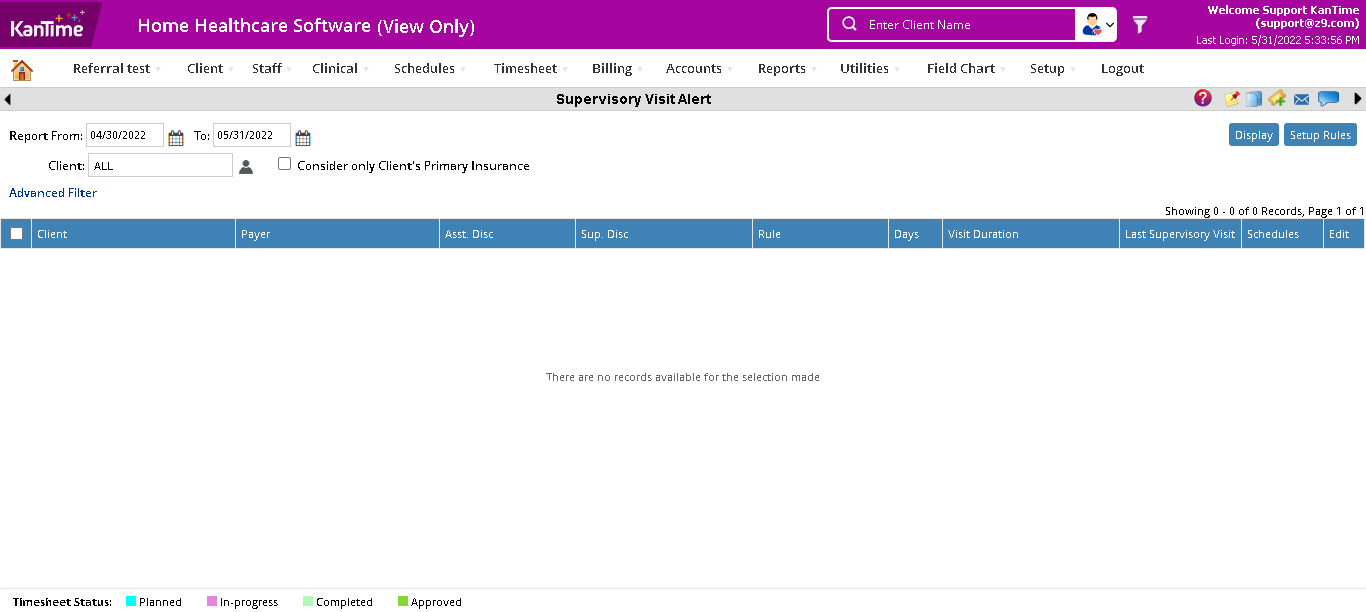 KanTime
Home Healthcare Software (View Only)
Enter Client Name
Welcome Support KanTime
(support@z9.com)
Last Login: 5/31/2022 5:33:56 PM
Referral test Client Staff Clinical Schedules Timesheet Billing Accounts Reports Utilities Field Chart Setup Logout
Supervisory Visit Alert
?
Report From: 04/30/2022 To: 05/31/2022 Display Setup Rules
Client: ALL Consider only Client's Primary Insurance
Advanced Filter
Showing 0 - 0 of 0 Records, Page 1 of 1
Client Payer Asst. Disc Sup. Disc Rule Days Visit Duration Last Supervisory Visit Schedules Edit
There are no records available for the selection made
Timesheet Status: Planned In-progress Completed Approved